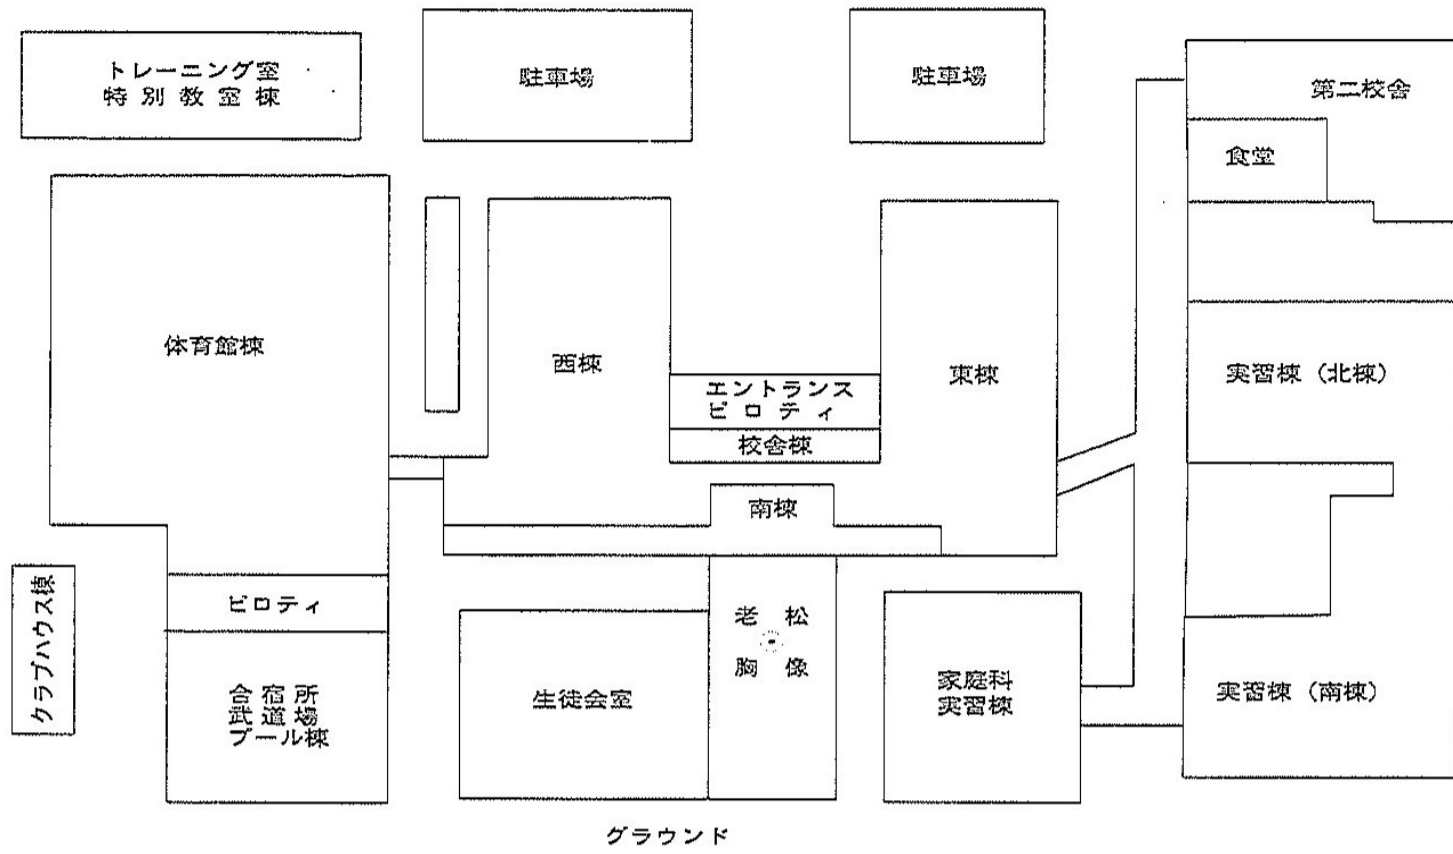 トレーニング室
特別教室棟
駐車場
駐車場
第二校舎
食堂
体育館棟
西棟
エントランス
ピロティ
校舎棟
東棟
実習棟（北棟）
南棟
クラブハウス棟
ピロティ
合宿所
武道場
プール棟
生徒会室
老松
胸像
家庭科
実習棟
実習棟（南棟）
グラウンド